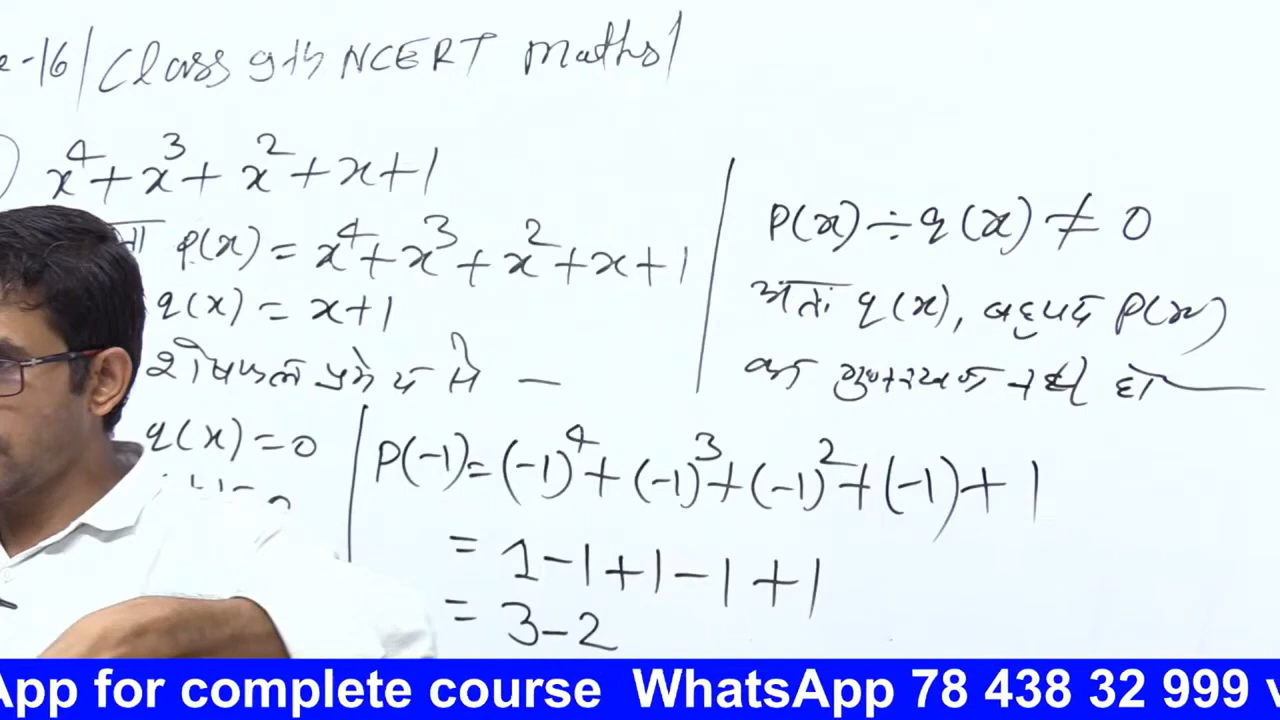 -16/Class 9th NCERT Maths/
x⁴+x³+x²+x+1
p(x)=x⁴+x³+x²+x+1
q(x)=x+1
शेषफल प्रमेय से —
q(x)=0
P(x)÷q(x)≠0
अतः q(x), बहुपद P(x)
का गुणनखण्ड नहीं है
P(-1)=(-1)⁴+(-1)³+(-1)²+(-1)+1
=1-1+1-1+1
=3-2
App for complete course WhatsApp 78 438 32 999